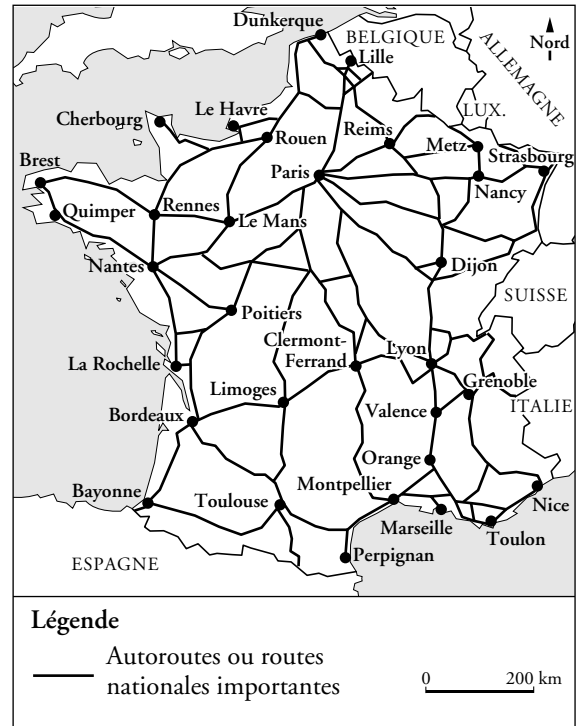 Dunkerque
BELGIQUE
Nord
ALLEMAGNE
Lille
LUX.
Le Havre
Cherbourg
Rouen
Reims
Metz
Strasbourg
Brest
Paris
Nancy
Quimper
Rennes
Le Mans
Nantes
Dijon
SUISSE
Poitiers
Clermont-
Ferrand
Lyon
La Rochelle
Grenoble
Limoges
ITALIE
Valence
Bordeaux
Orange
Montpellier
Bayonne
Toulouse
Nice
Marseille
Toulon
ESPAGNE
Perpignan
Légende
Autoroutes ou routes
nationales importantes
0 200 km